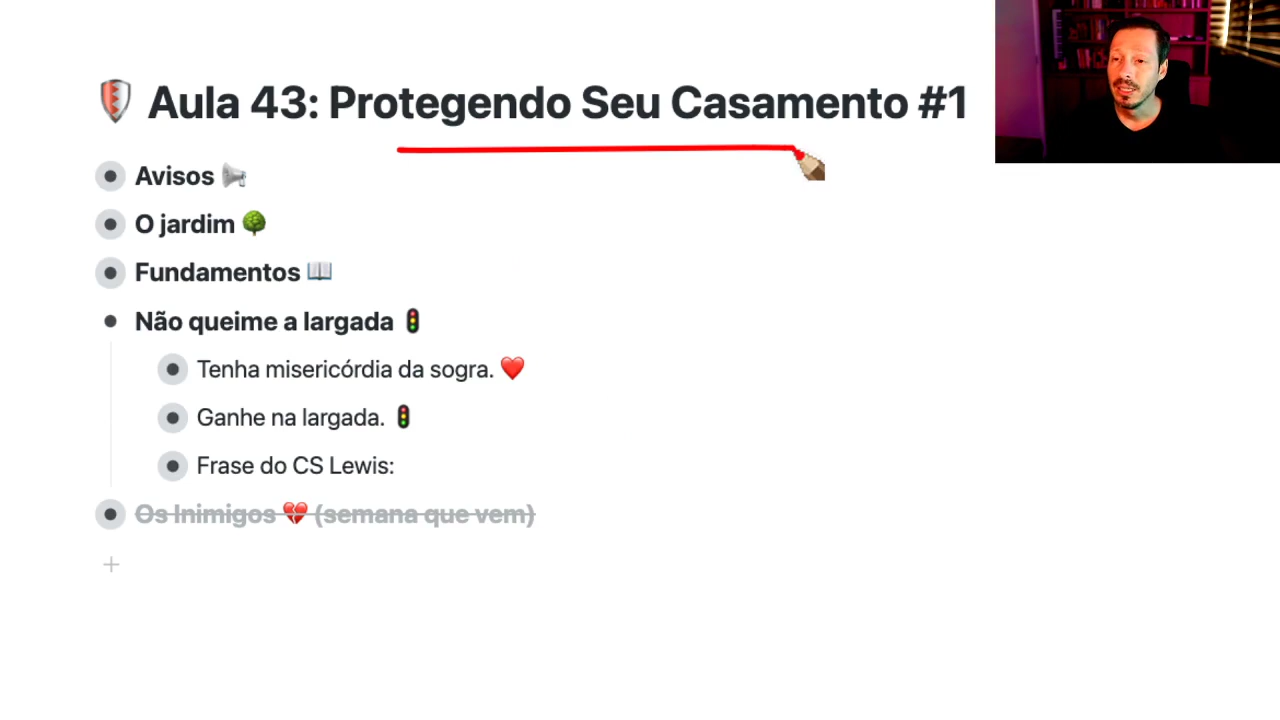 🛡️ Aula 43: Protegendo Seu Casamento #1
Avisos 📢
O jardim 🌳
Fundamentos 📖
Não queime a largada 🚦
Tenha misericórdia da sogra. ❤️
Ganhe na largada. 🚦
Frase do CS Lewis:
Os Inimigos 💔 (semana que vem)